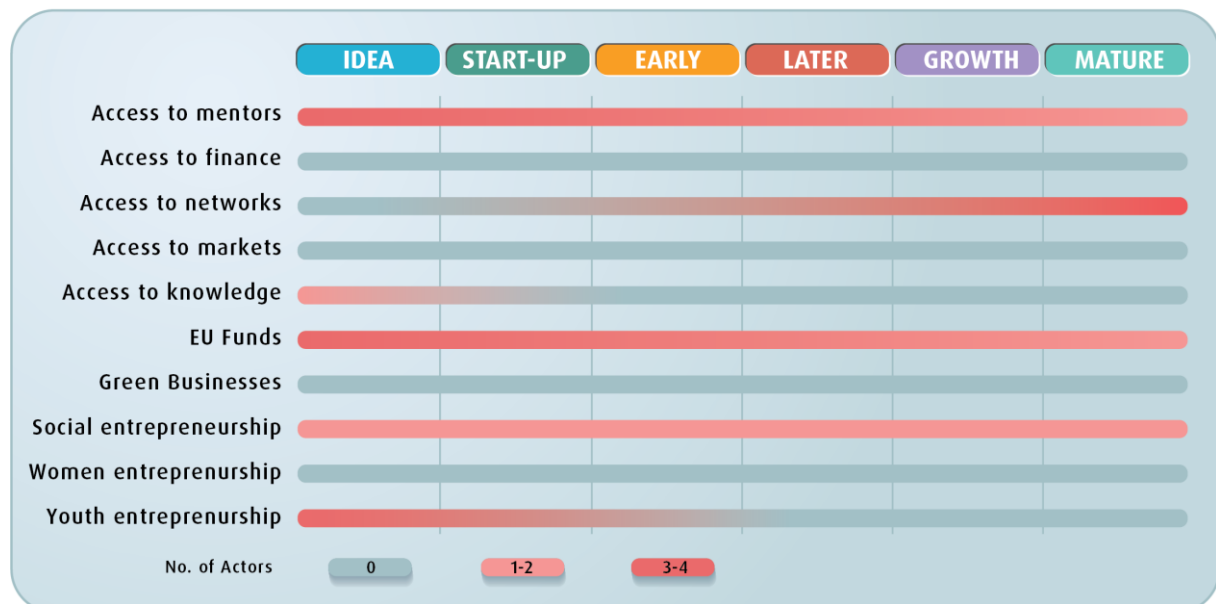 IDEA START-UP EARLY LATER GROWTH MATURE
Access to mentors
Access to finance
Access to networks
Access to markets
Access to knowledge
EU Funds
Green Businesses
Social entrepreneurship
Women entreprenurship
Youth entreprenurship
No. of Actors 0 1-2 3-4